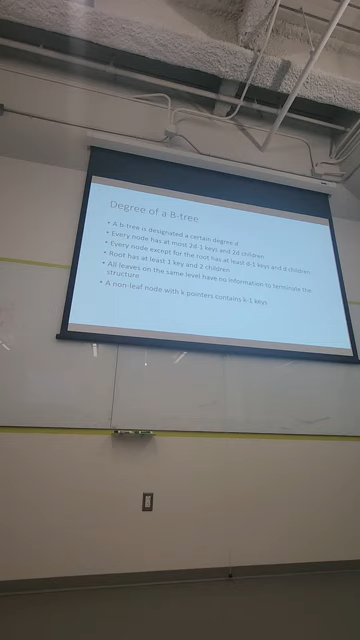 Degree of a B-tree
• A b-tree is designated a certain degree d
• Every node has at most 2d-1 keys and 2d children
• Every node except for the root has at least d-1 keys and d children
• Root has at least 1 key and 2 children
• All leaves on the same level have no information to terminate the
structure
• A non-leaf node with k pointers contains k-1 keys